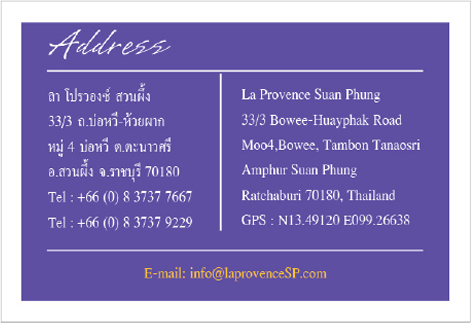 Address
ลา โปรวองซ์ สวนผึ้ง
33/3 ถ.บ่อหวี-ห้วยผาก
หมู่ 4 บ่อหวี ต.ตะนาวศรี
อ.สวนผึ้ง จ.ราชบุรี 70180
Tel : +66 (0) 8 3737 7667
Tel : +66 (0) 8 3737 9229
La Provence Suan Phung
33/3 Bowee-Huayphak Road
Moo4,Bowee, Tambon Tanaosri
Amphur Suan Phung
Ratchaburi 70180, Thailand
GPS : N13.49120 E099.26638
E-mail: info@laprovenceSP.com